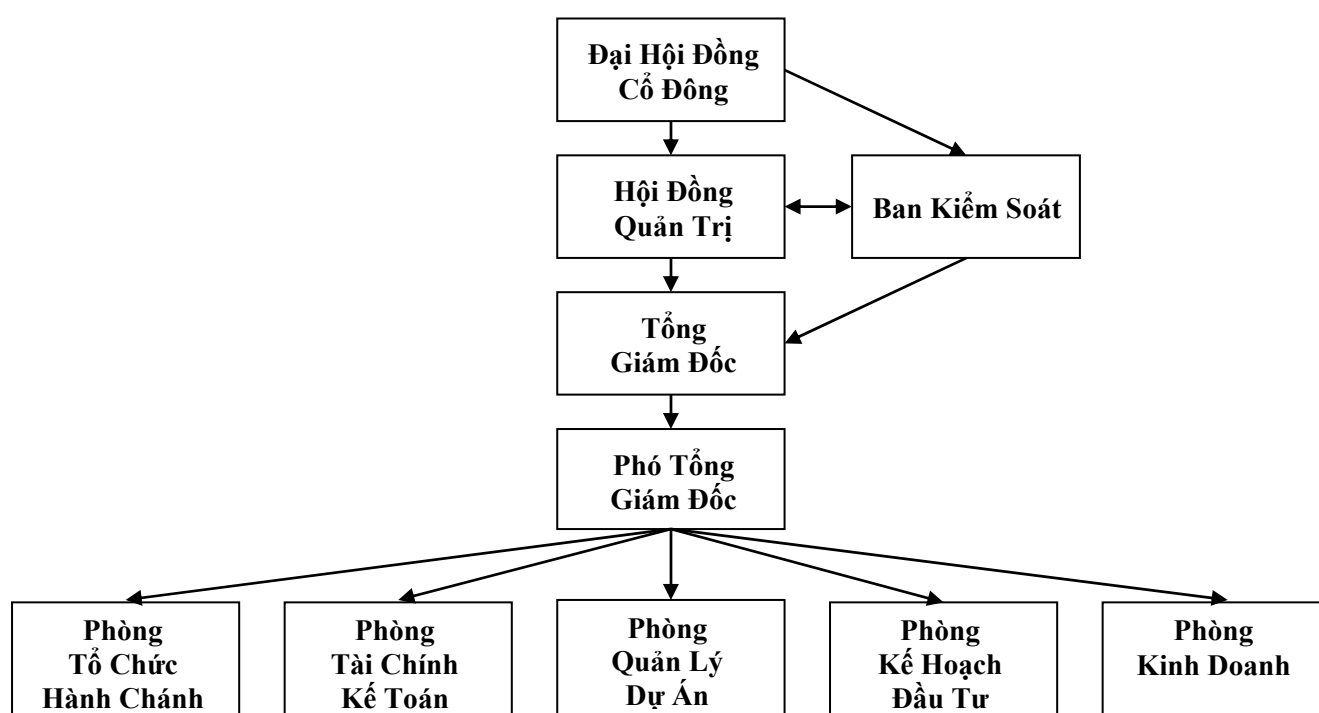 Đại Hội Đồng
Cổ Đông
Hội Đồng
Quản Trị
Ban Kiểm Soát
Tổng
Giám Đốc
Phó Tổng
Giám Đốc
Phòng
Tổ Chức
Hành Chánh
Phòng
Tài Chính
Kế Toán
Phòng
Quản Lý
Dự Án
Phòng
Kế Hoạch
Đầu Tư
Phòng
Kinh Doanh